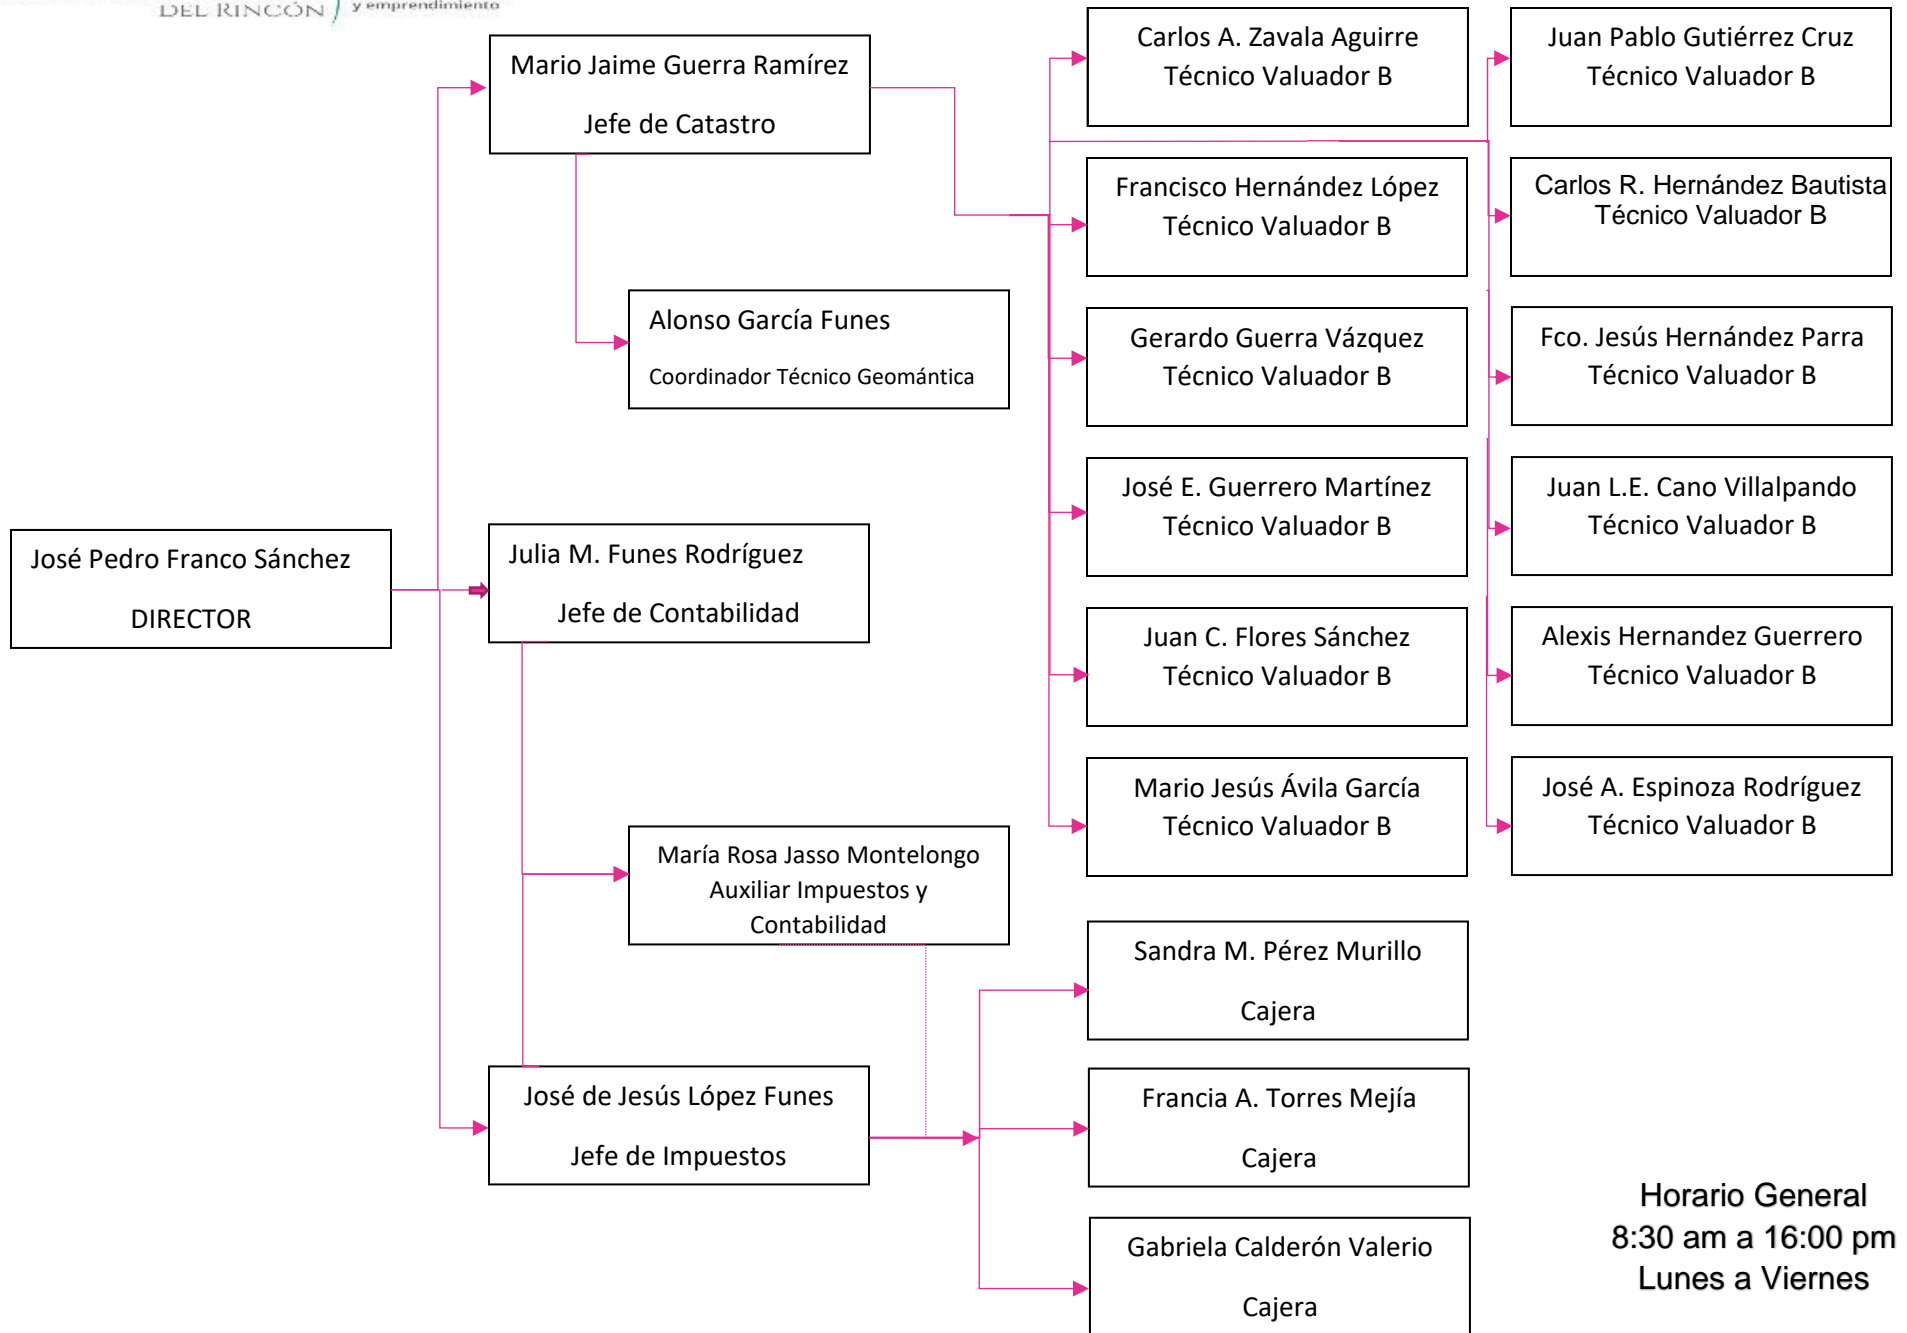 DEL RINCÓN
y emprendimiento
José Pedro Franco Sánchez
DIRECTOR
Mario Jaime Guerra Ramírez
Jefe de Catastro
Alonso García Funes
Coordinador Técnico Geomántica
Julia M. Funes Rodríguez
Jefe de Contabilidad
María Rosa Jasso Montelongo
Auxiliar Impuestos y
Contabilidad
José de Jesús López Funes
Jefe de Impuestos
Carlos A. Zavala Aguirre
Técnico Valuador B
Francisco Hernández López
Técnico Valuador B
Gerardo Guerra Vázquez
Técnico Valuador B
José E. Guerrero Martínez
Técnico Valuador B
Juan C. Flores Sánchez
Técnico Valuador B
Mario Jesús Ávila García
Técnico Valuador B
Sandra M. Pérez Murillo
Cajera
Francia A. Torres Mejía
Cajera
Gabriela Calderón Valerio
Cajera
Juan Pablo Gutiérrez Cruz
Técnico Valuador B
Carlos R. Hernández Bautista
Técnico Valuador B
Fco. Jesús Hernández Parra
Técnico Valuador B
Juan L.E. Cano Villalpando
Técnico Valuador B
Alexis Hernandez Guerrero
Técnico Valuador B
José A. Espinoza Rodríguez
Técnico Valuador B
Horario General
8:30 am a 16:00 pm
Lunes a Viernes